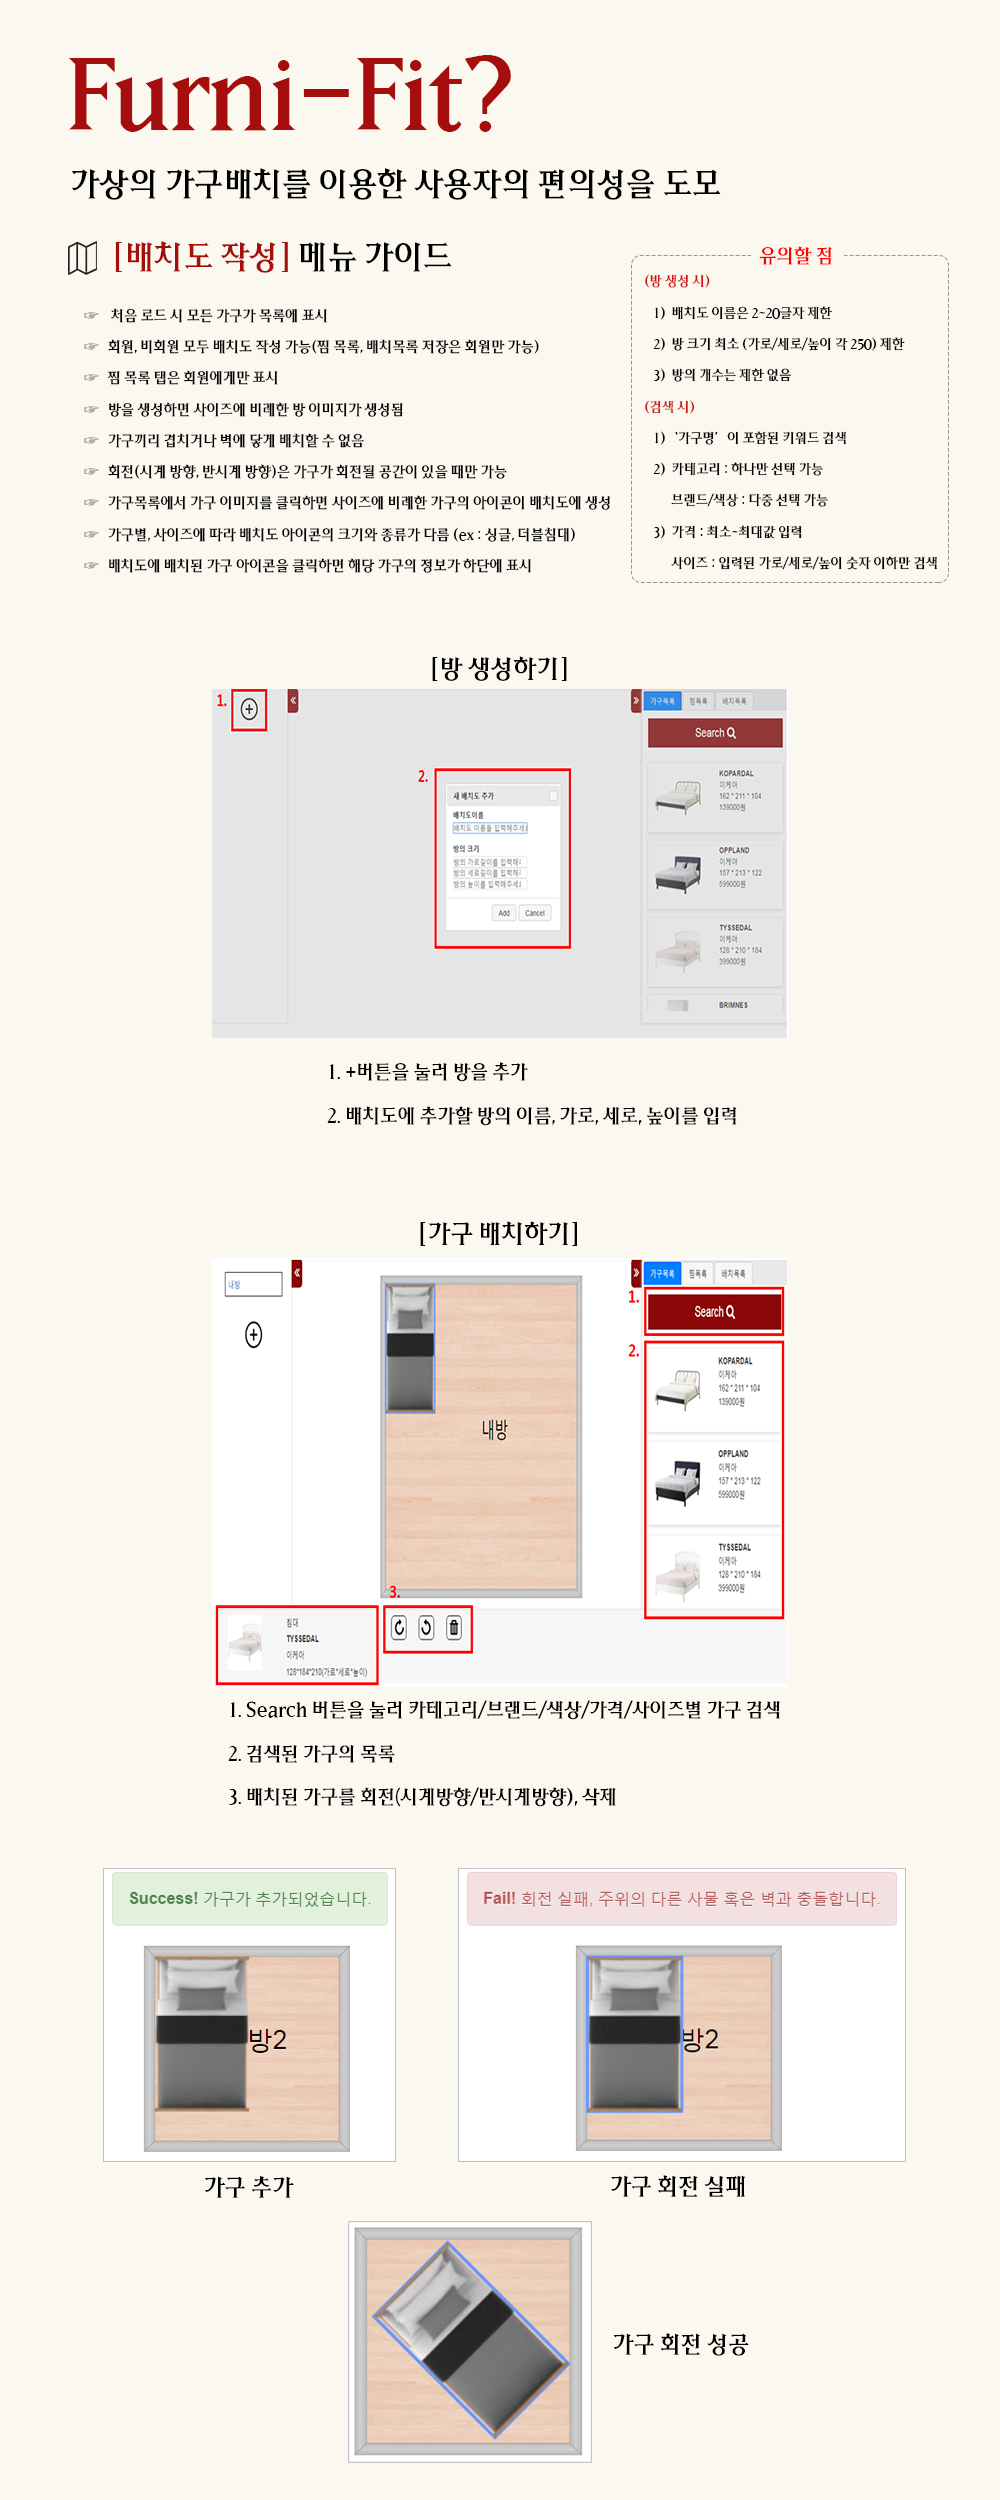 Furni-Fit?
가상의 가구배치를 이용한 사용자의 편의성을 도모
[배치도 작성] 메뉴 가이드
☞ 처음 로드 시 모든 가구가 목록에 표시
☞ 회원, 비회원 모두 배치도 작성 가능(찜 목록, 배치목록 저장은 회원만 가능)
☞ 찜 목록 탭은 회원에게만 표시
☞ 방을 생성하면 사이즈에 비례한 방 이미지가 생성됨
☞ 가구끼리 겹치거나 벽에 닿게 배치할 수 없음
☞ 회전(시계 방향, 반시계 방향)은 가구가 회전될 공간이 있을 때만 가능
☞ 가구목록에서 가구 이미지를 클릭하면 사이즈에 비례한 가구의 아이콘이 배치도에 생성
☞ 가구별, 사이즈에 따라 배치도 아이콘의 크기와 종류가 다름 (ex : 싱글, 더블침대)
☞ 배치도에 배치된 가구 아이콘을 클릭하면 해당 가구의 정보가 하단에 표시
유의할 점
(방 생성 시)
1) 배치도 이름은 2~20글자 제한
2) 방 크기 최소 (가로/세로/높이 각 250) 제한
3) 방의 개수는 제한 없음
(검색 시)
1) '가구명' 이 포함된 키워드 검색
2) 카테고리 : 하나만 선택 가능
브랜드/색상 : 다중 선택 가능
3) 가격 : 최소~최대값 입력
사이즈 : 입력된 가로/세로/높이 숫자 이하만 검색
[방 생성하기]
1.
« » 가구목록 찜목록 배치목록
Search
2.
새 배치도 추가
배치도이름
배치도 이름을 입력해주세요
방의 크기
방의 가로길이를 입력해주
방의 세로길이를 입력해주
방의 높이를 입력해주세요
Add Cancel
KOPARDAL
이케아
162 * 211 * 104
139000원
OPPLAND
이케아
157 * 213 * 122
599000원
TYSSEDAL
이케아
128 * 210 * 184
399000원
BRIMNES
1. +버튼을 눌러 방을 추가
2. 배치도에 추가할 방의 이름, 가로, 세로, 높이를 입력
[가구 배치하기]
내방
« » 가구목록 찜목록 배치목록
1.
Search
2.
내방
KOPARDAL
이케아
162 * 211 * 104
139000원
OPPLAND
이케아
157 * 213 * 122
599000원
TYSSEDAL
이케아
128 * 210 * 184
399000원
3.
침대
TYSSEDAL
이케아
128*184*210(가로*세로*높이)
1. Search 버튼을 눌러 카테고리/브랜드/색상/가격/사이즈별 가구 검색
2. 검색된 가구의 목록
3. 배치된 가구를 회전(시계방향/반시계방향), 삭제
Success! 가구가 추가되었습니다.
방2
가구 추가
Fail! 회전 실패, 주위의 다른 사물 혹은 벽과 충돌합니다.
방2
가구 회전 실패
가구 회전 성공